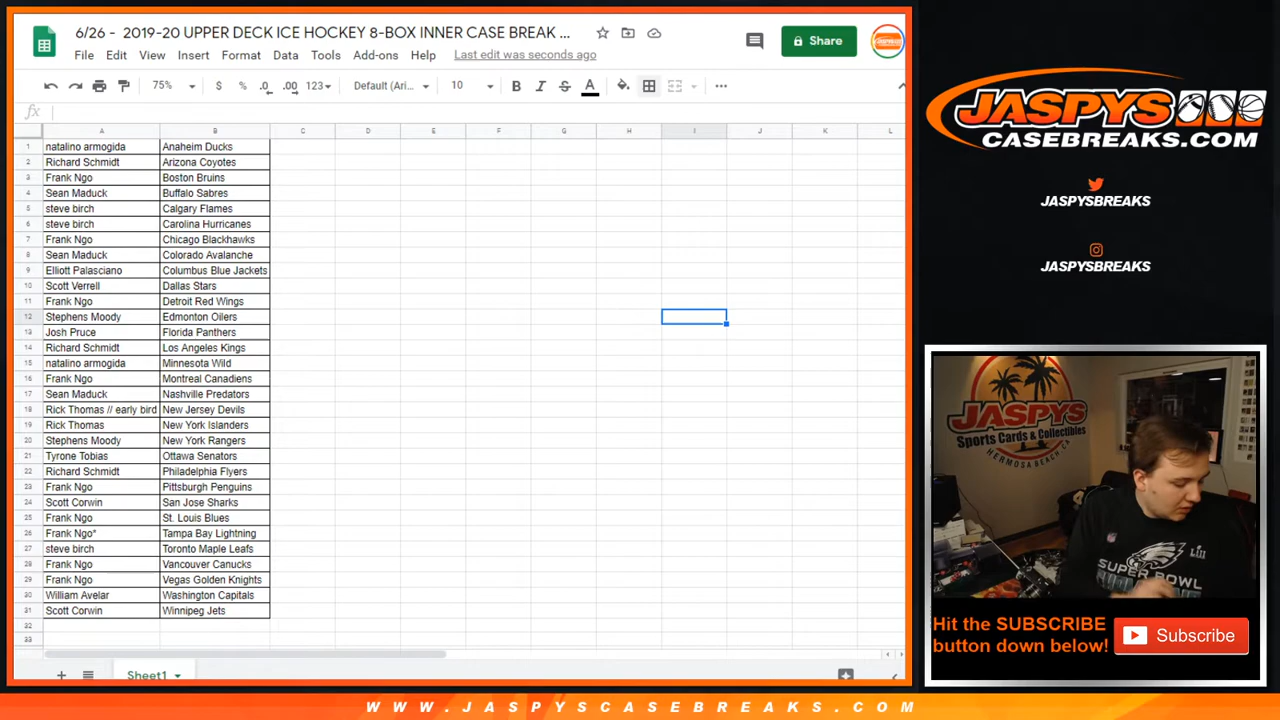 6/26 - 2019-20 UPPER DECK ICE HOCKEY 8-BOX INNER CASE BREAK ...
File Edit View Insert Format Data Tools Add-ons Help Last edit was seconds ago
Share
75% $ % .0 .00 123 Default (Ari... 10 B I S A
fx
A B C D E F G H I J K L
1 natalino armogida Anaheim Ducks
2 Richard Schmidt Arizona Coyotes
3 Frank Ngo Boston Bruins
4 Sean Maduck Buffalo Sabres
5 steve birch Calgary Flames
6 steve birch Carolina Hurricanes
7 Frank Ngo Chicago Blackhawks
8 Sean Maduck Colorado Avalanche
9 Elliott Palasciano Columbus Blue Jackets
10 Scott Verrell Dallas Stars
11 Frank Ngo Detroit Red Wings
12 Stephens Moody Edmonton Oilers
13 Josh Pruce Florida Panthers
14 Richard Schmidt Los Angeles Kings
15 natalino armogida Minnesota Wild
16 Frank Ngo Montreal Canadiens
17 Sean Maduck Nashville Predators
18 Rick Thomas // early bird New Jersey Devils
19 Rick Thomas New York Islanders
20 Stephens Moody New York Rangers
21 Tyrone Tobias Ottawa Senators
22 Richard Schmidt Philadelphia Flyers
23 Frank Ngo Pittsburgh Penguins
24 Scott Corwin San Jose Sharks
25 Frank Ngo St. Louis Blues
26 Frank Ngo* Tampa Bay Lightning
27 steve birch Toronto Maple Leafs
28 Frank Ngo Vancouver Canucks
29 Frank Ngo Vegas Golden Knights
30 William Avelar Washington Capitals
31 Scott Corwin Winnipeg Jets
32
33
Sheet1
JASPYS
CASEBREAKS.COM
JASPYSBREAKS
JASPYSBREAKS
JASPYS
Sports Cards & Collectibles
HERMOSA BEACH, CA
LII
SUPER BOWL
Hit the SUBSCRIBE
button down below!
Subscribe
WWW.JASPYSCASEBREAKS.COM